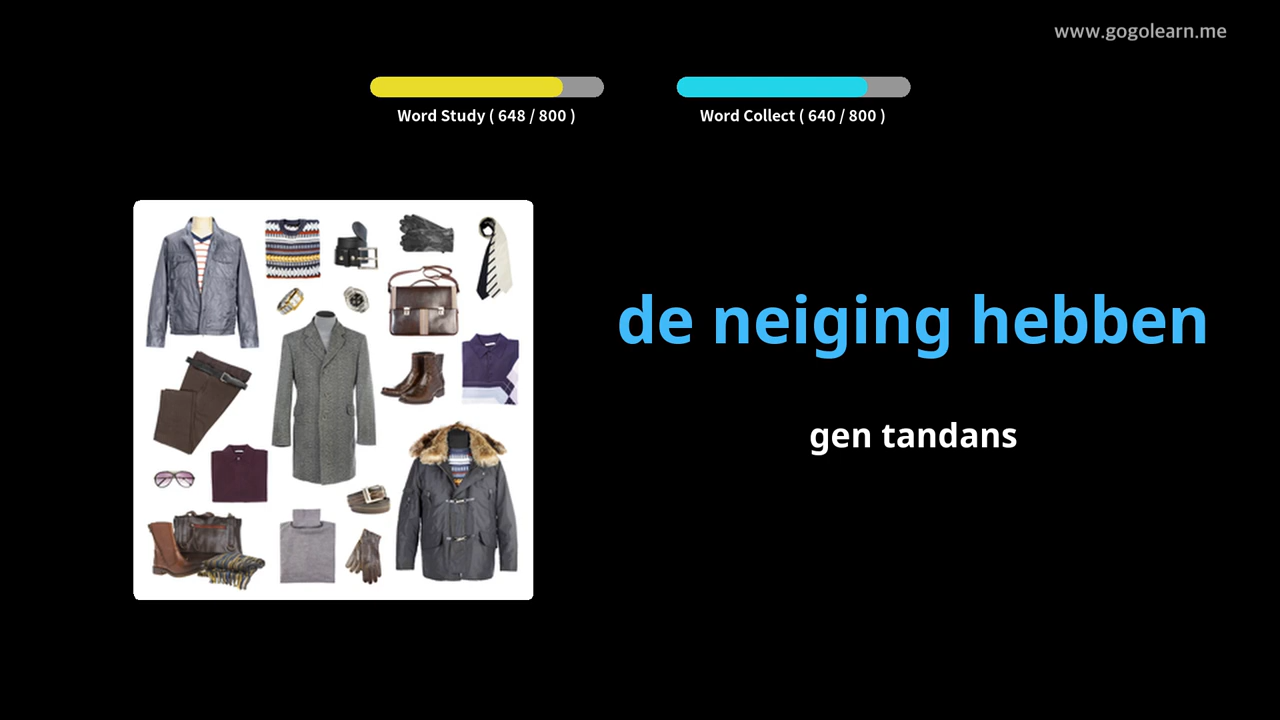 www.gogolearn.me
Word Study ( 648 / 800 )
Word Collect ( 640 / 800 )
de neiging hebben
gen tandans